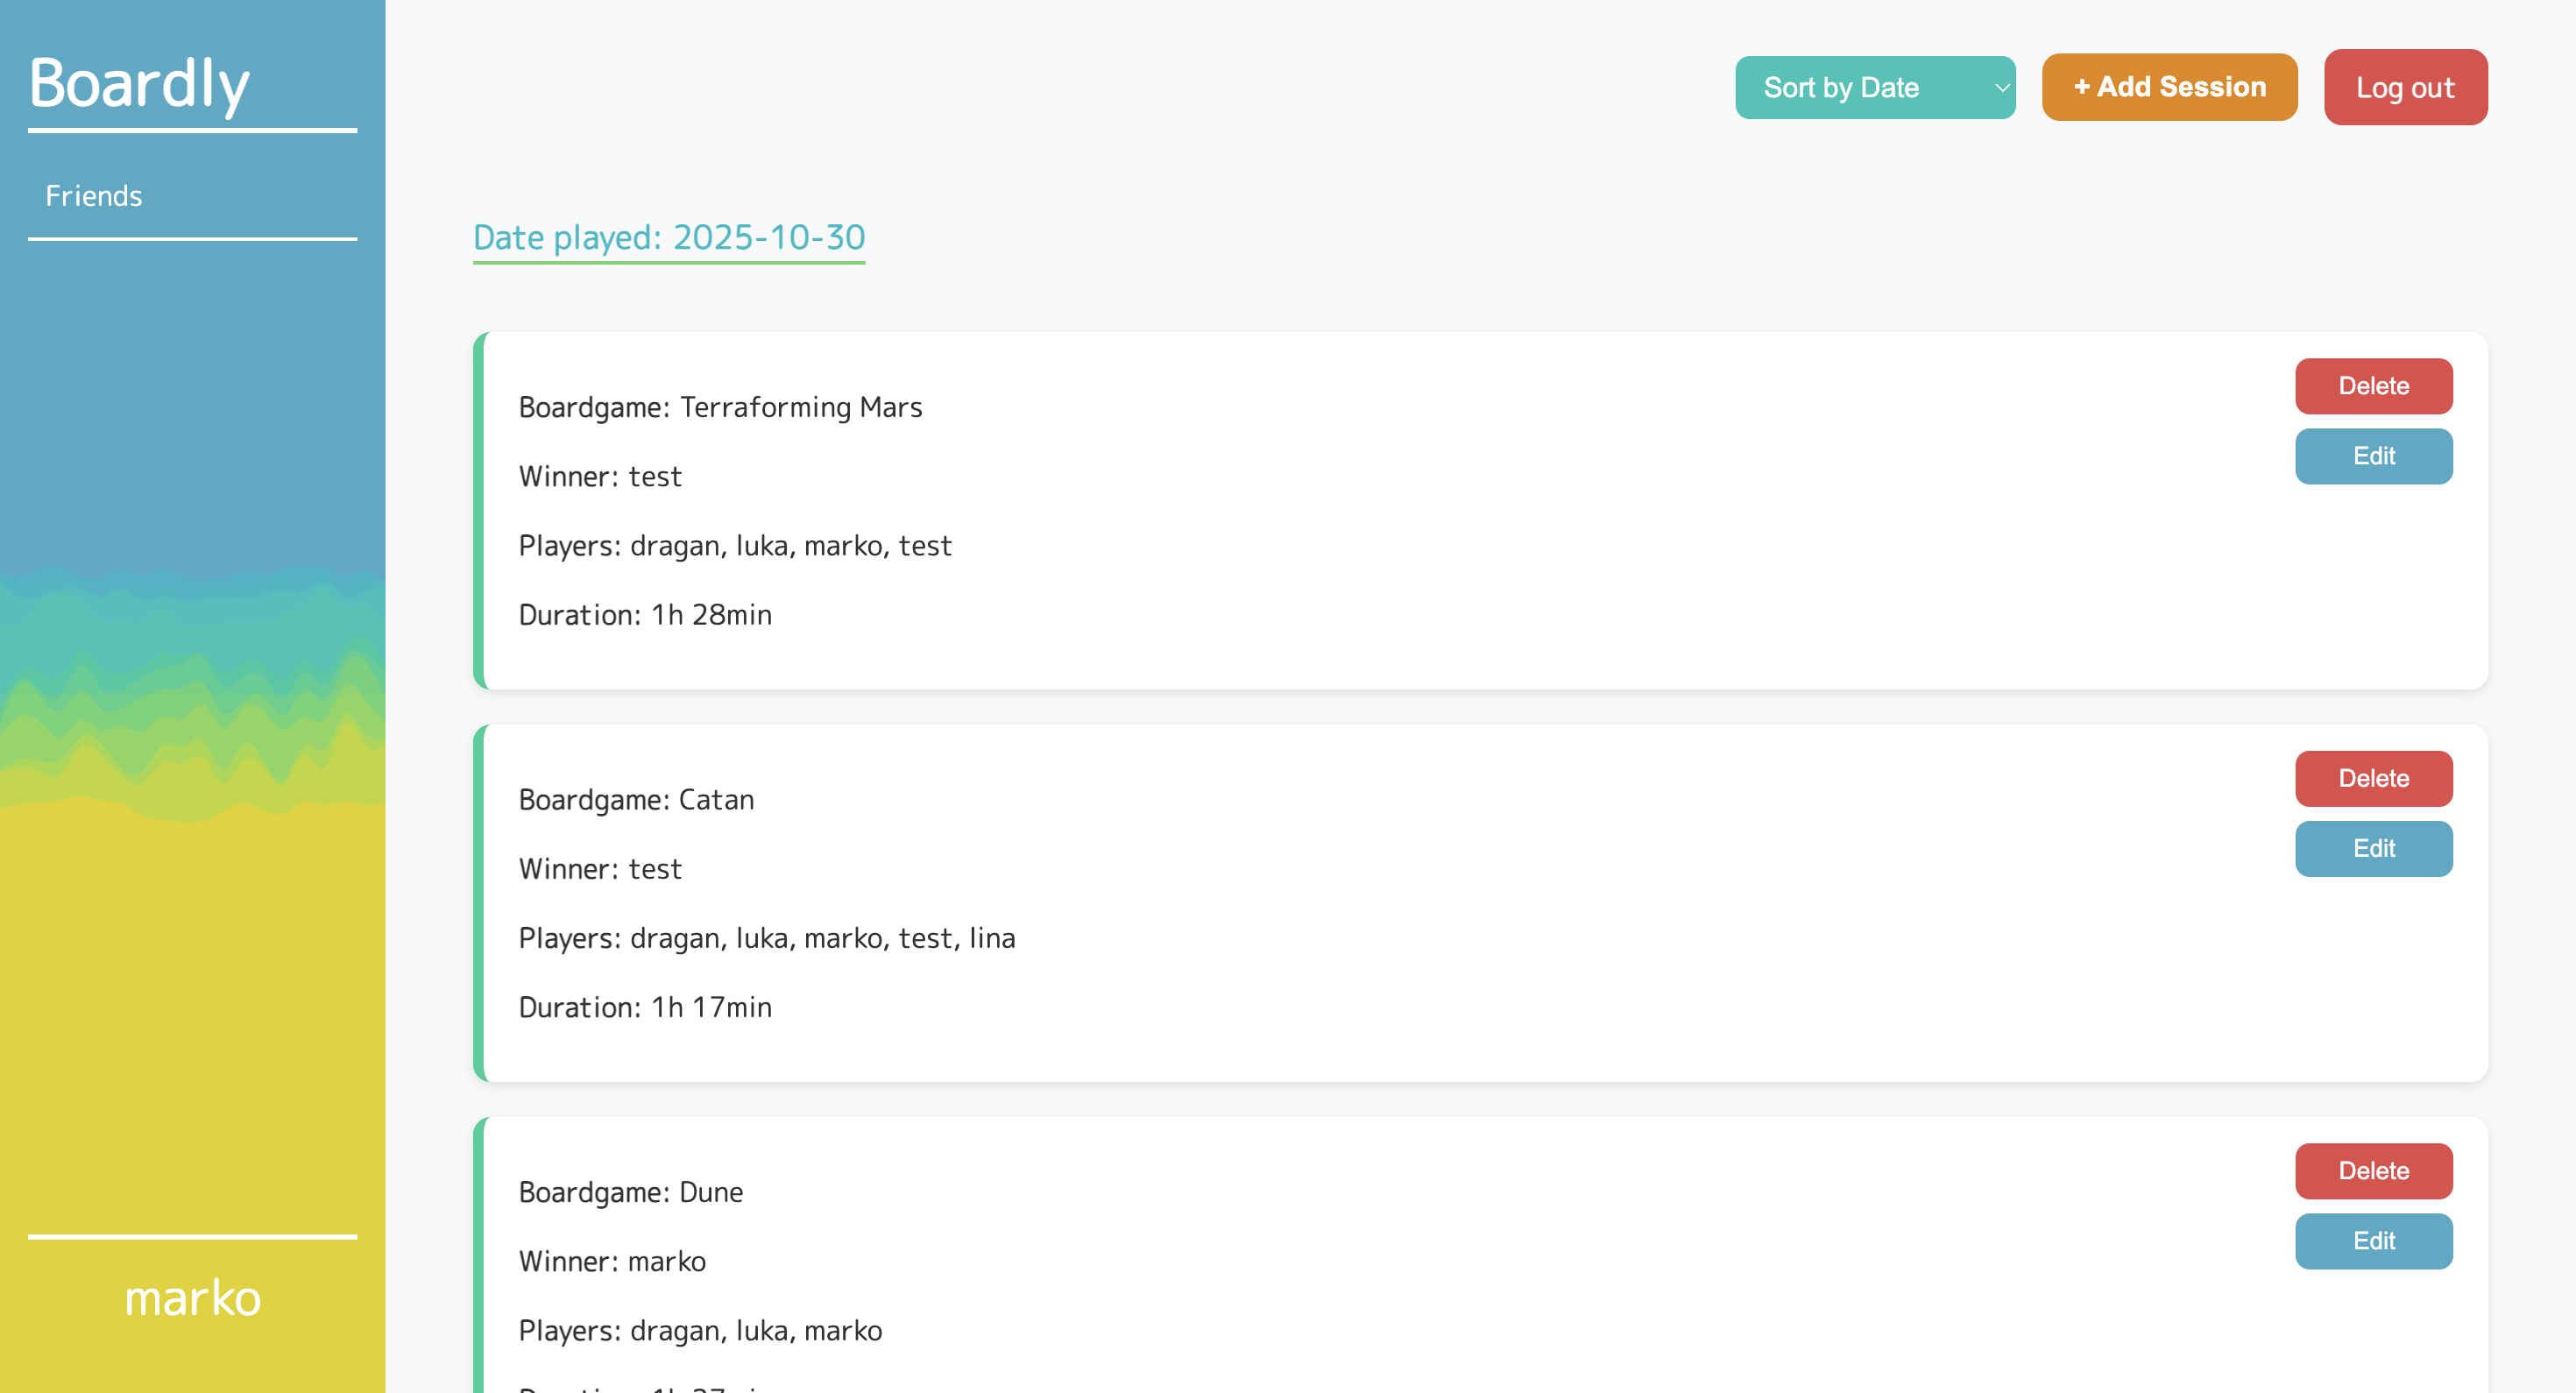 Boardly
Friends
marko
Sort by Date
+ Add Session
Log out
Date played: 2025-10-30
Boardgame: Terraforming Mars
Winner: test
Players: dragan, luka, marko, test
Duration: 1h 28min
Delete
Edit
Boardgame: Catan
Winner: test
Players: dragan, luka, marko, test, lina
Duration: 1h 17min
Delete
Edit
Boardgame: Dune
Winner: marko
Players: dragan, luka, marko
Delete
Edit